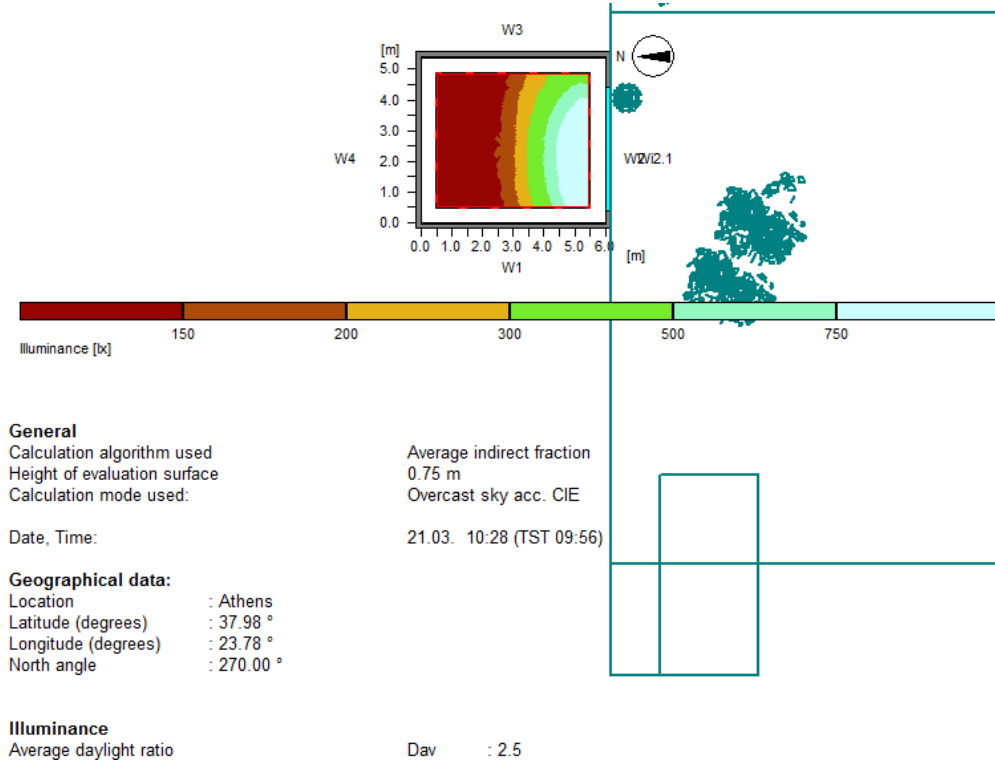 W3
[m]
N
5.0
4.0
3.0
W4
2.0
1.0
0.0
0.0 1.0 2.0 3.0 4.0 5.0 6.0
[m]
W1
150 200 300 500 750
Illuminance [lx]
General
Calculation algorithm used Average indirect fraction
Height of evaluation surface 0.75 m
Calculation mode used: Overcast sky acc. CIE
Date, Time: 21.03. 10:28 (TST 09:56)
Geographical data:
Location : Athens
Latitude (degrees) : 37.98 °
Longitude (degrees) : 23.78 °
North angle : 270.00 °
Illuminance
Average daylight ratio Dav : 2.5